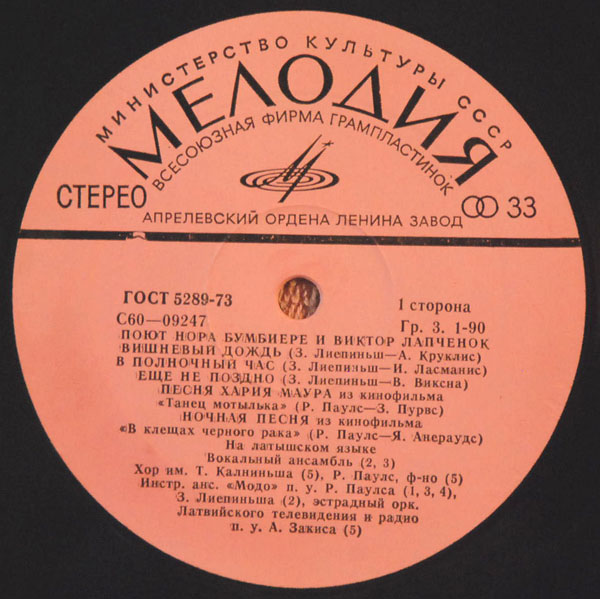 МИНИСТЕРСТВО КУЛЬТУРЫ СССР
МЕЛОДИЯ
ВСЕСОЮЗНАЯ ФИРМА ГРАМПЛАСТИНОК
СТЕРЕО
33
АПРЕЛЕВСКИЙ ОРДЕНА ЛЕНИНА ЗАВОД
ГОСТ 5289-73
1 сторона
С60—09247
Гр. 3. 1-90
ПОЮТ НОРА БУМБИЕРЕ И ВИКТОР ЛАПЧЕНОК
ВИШНЕВЫЙ ДОЖДЬ (З. Лиепиньш—А. Круклис)
В ПОЛНОЧНЫЙ ЧАС (З. Лиепиньш—И. Ласманис)
ЕЩЕ НЕ ПОЗДНО (З. Лиепиньш—В. Виксна)
ПЕСНЯ ХАРИЯ МАУРА из кинофильма
«Танец мотылька» (Р. Паулс—З. Пурвс)
НОЧНАЯ ПЕСНЯ из кинофильма
«В клещах черного рака» (Р. Паулс—Я. Анераудс)
На латышском языке
Вокальный ансамбль (2, 3)
Хор им. Т. Калниньша (5), Р. Паулс, ф-но (5)
Инстр. анс. «Модо» п. у. Р. Паулса (1, 3, 4),
З. Лиепиньша (2), эстрадный орк.
Латвийского телевидения и радио
п. у. А. Закиса (5)